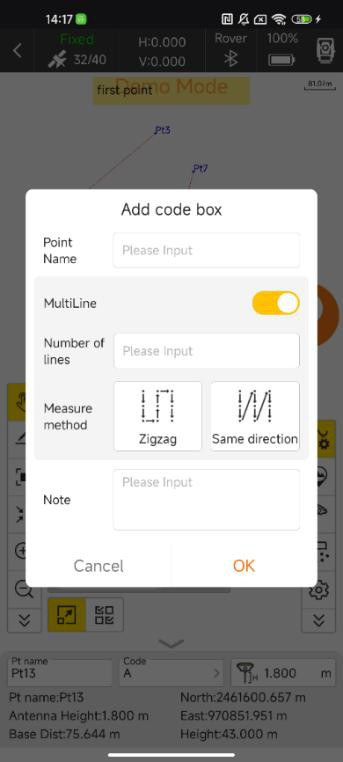 14:17
Fixed
32/40
H:0.000
V:0.000
Rover
100%
Demo Mode
first point
81.07m
Pt3
Pt7
Add code box
Point
Name
Please Input
MultiLine
Number of
lines
Please Input
Measure
method
Zigzag
Same direction
Note
Please Input
Cancel
OK
Pt name
Pt13
Code
A
H
1.800
m
Pt name:Pt13
North:2461600.657 m
Antenna Height:1.800 m
East:970851.951 m
Base Dist:75.644 m
Height:43.000 m